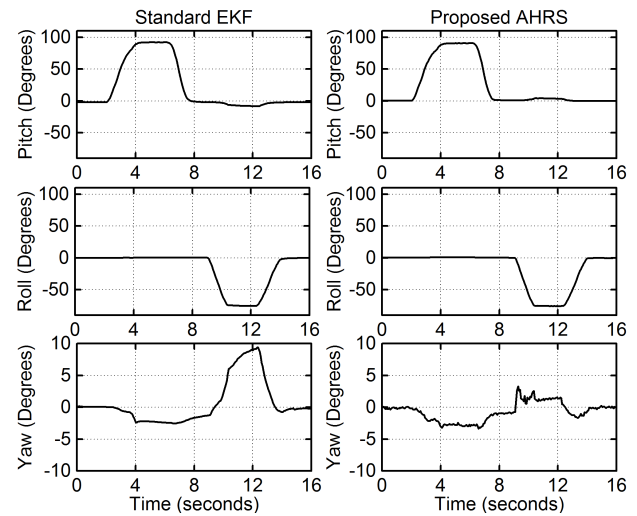 Standard EKF
Proposed AHRS
Pitch (Degrees)
100
50
0
-50
0 4 8 12 16
Pitch (Degrees)
100
50
0
-50
0 4 8 12 16
Roll (Degrees)
100
50
0
-50
0 4 8 12 16
Roll (Degrees)
100
50
0
-50
0 4 8 12 16
Yaw (Degrees)
10
5
0
-5
-10
0 4 8 12 16
Time (seconds)
Yaw (Degrees)
10
5
0
-5
-10
0 4 8 12 16
Time (seconds)